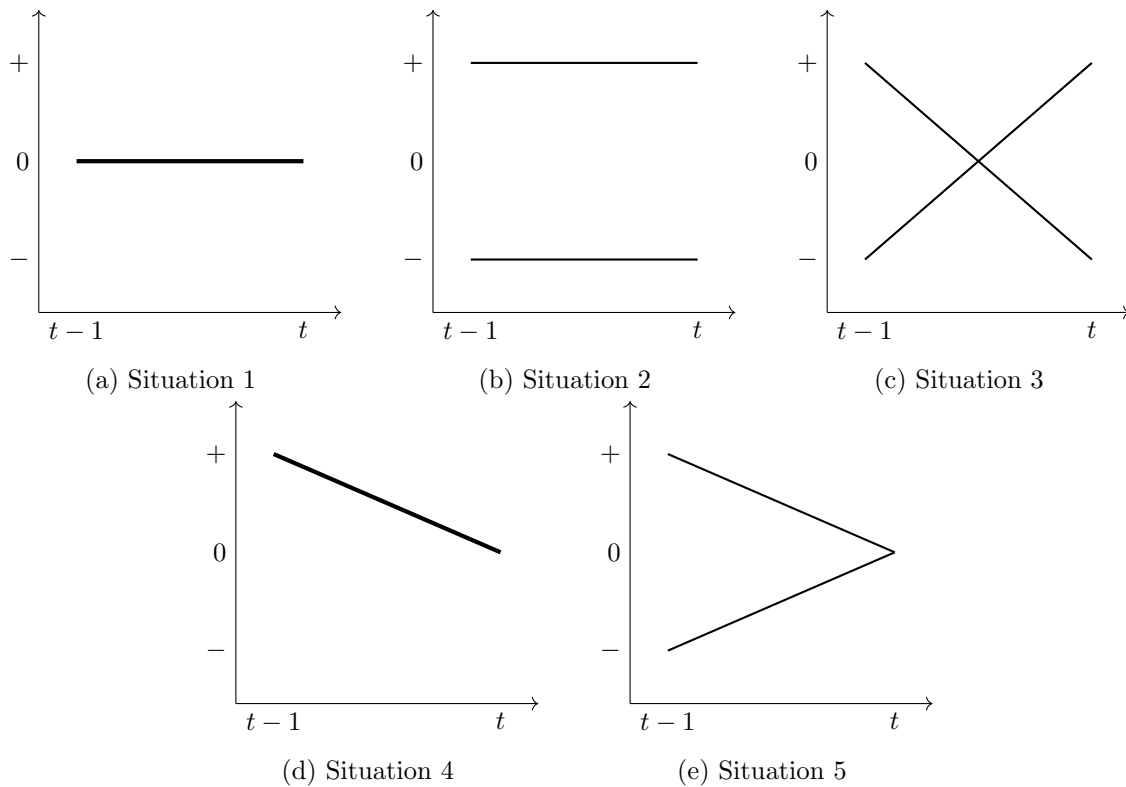 + + +
0 0 0
− − −
t − 1 t t − 1 t t − 1 t
(a) Situation 1 (b) Situation 2 (c) Situation 3
+ +
0 0
− −
t − 1 t t − 1 t
(d) Situation 4 (e) Situation 5